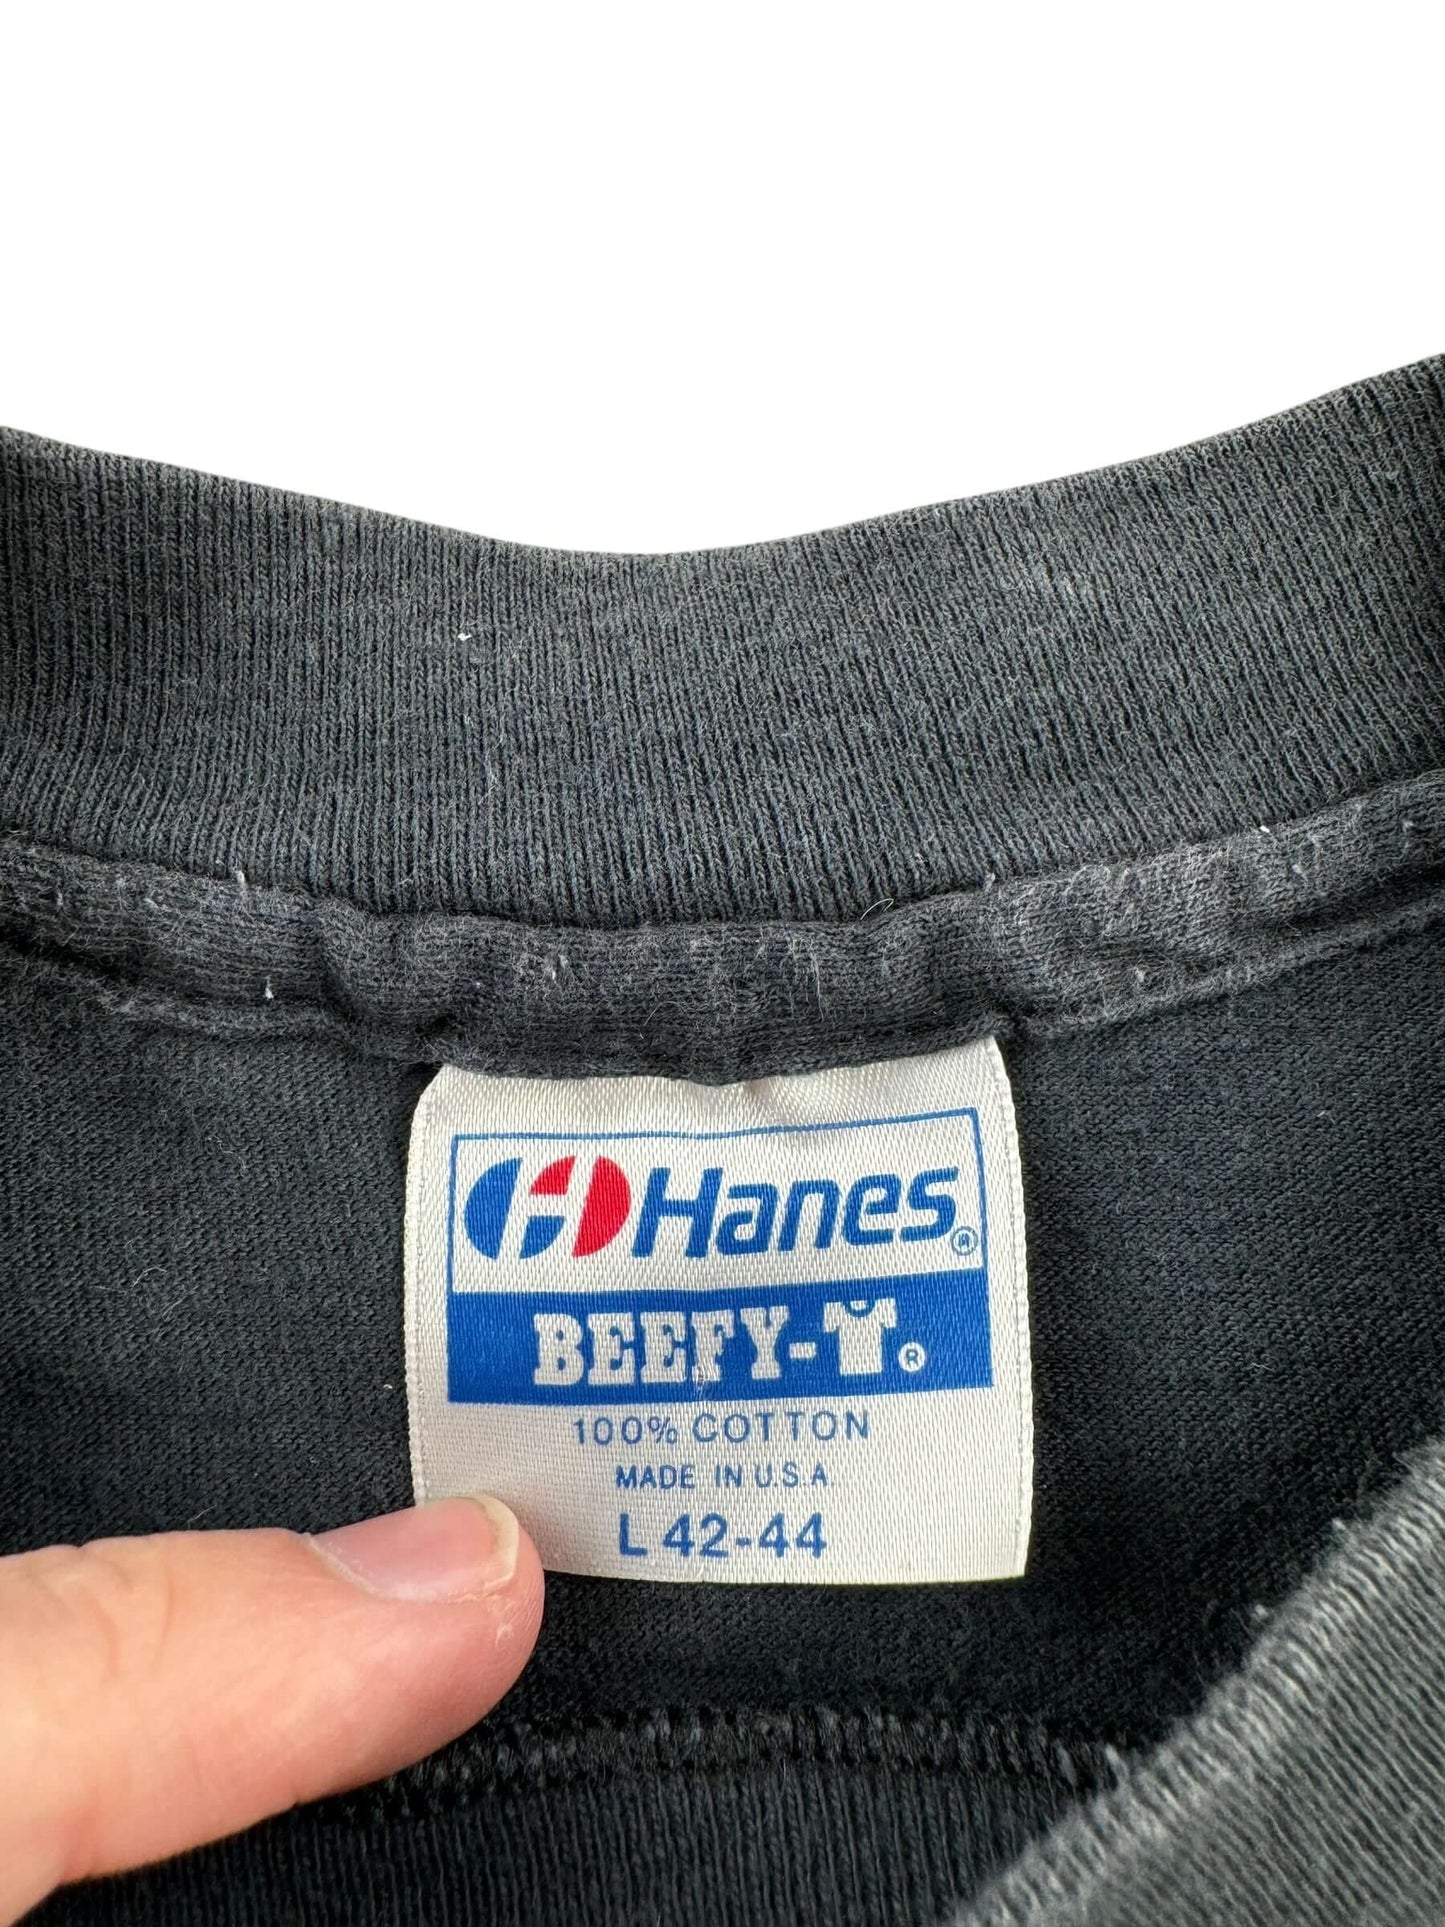 Hanes®
BEEFY-T®
100% COTTON
MADE IN U.S.A
L 42-44